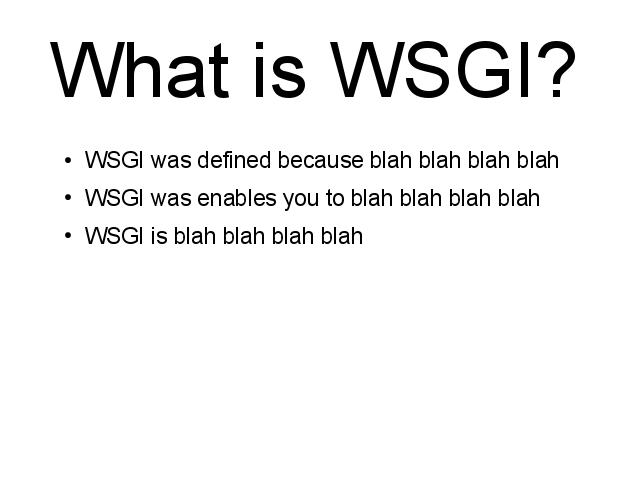 What is WSGI?
• WSGI was defined because blah blah blah blah
• WSGI was enables you to blah blah blah blah
• WSGI is blah blah blah blah